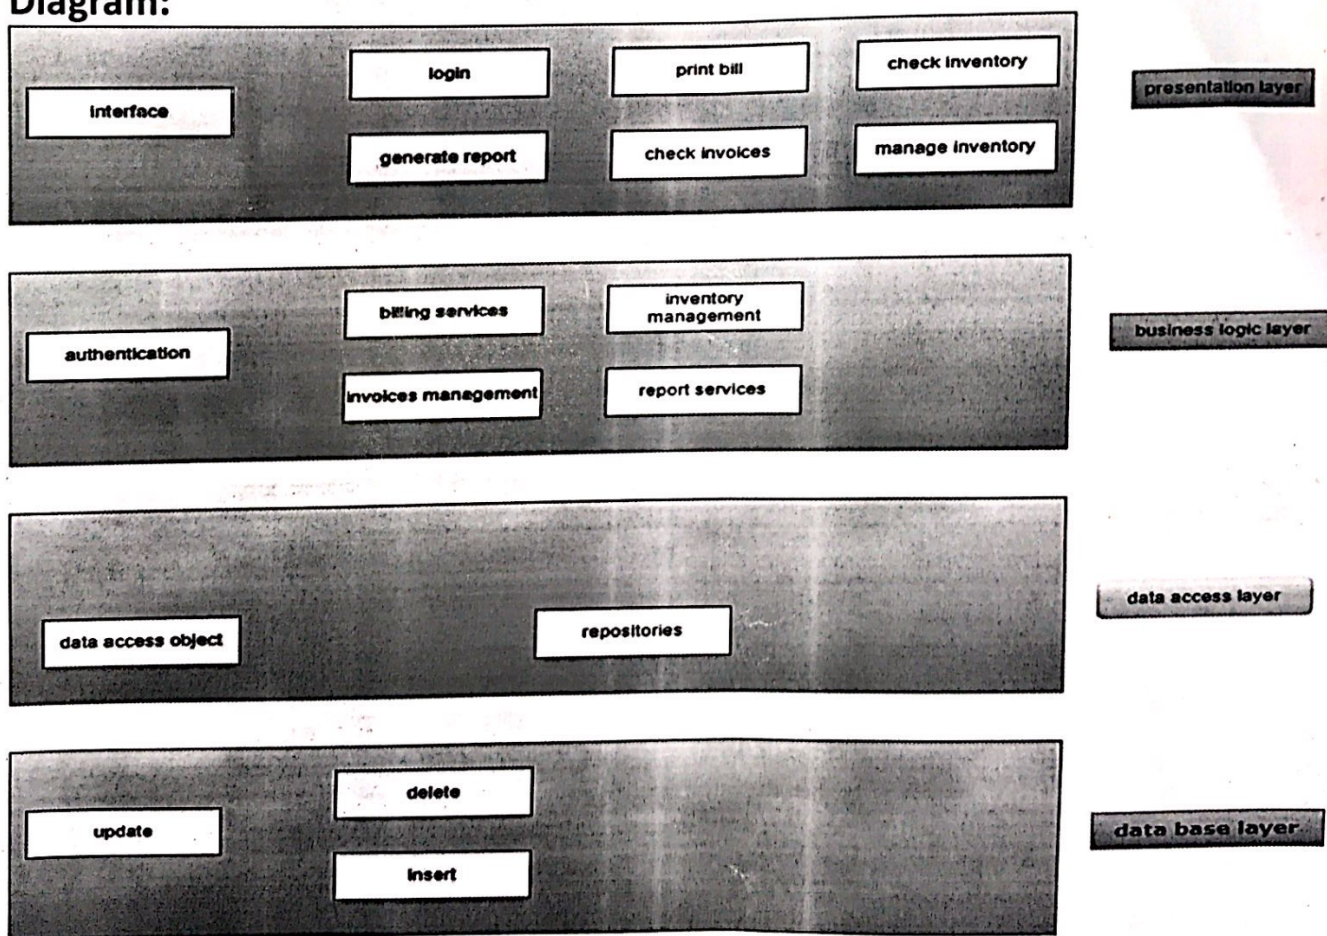 Diagram:
interface
login
print bill
check inventory
generate report
check invoices
manage inventory
presentation layer
authentication
billing services
inventory
management
invoices management
report services
business logic layer
data access object
repositories
data access layer
update
delete
insert
data base layer